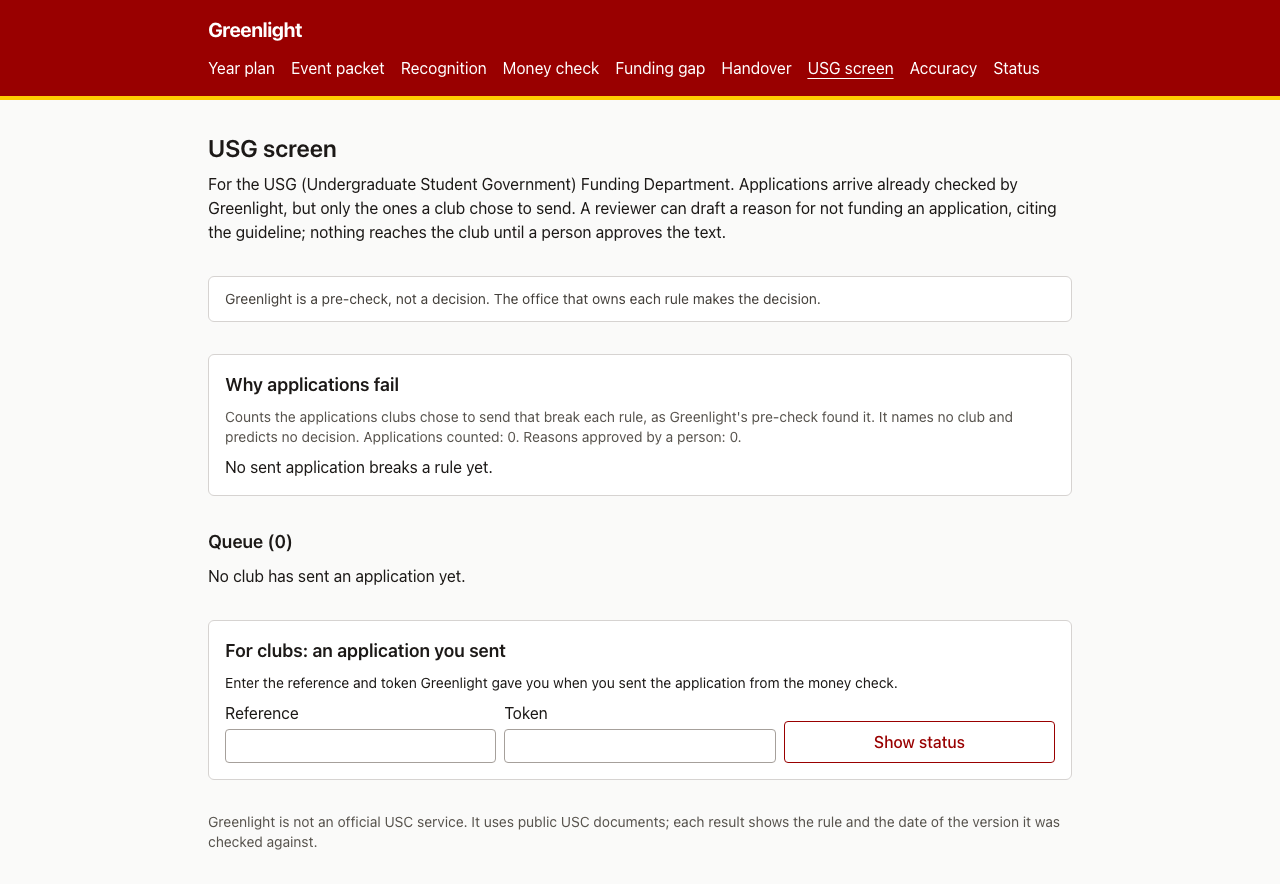 Greenlight
Year plan Event packet Recognition Money check Funding gap Handover USG screen Accuracy Status
USG screen
For the USG (Undergraduate Student Government) Funding Department. Applications arrive already checked by
Greenlight, but only the ones a club chose to send. A reviewer can draft a reason for not funding an application, citing
the guideline; nothing reaches the club until a person approves the text.
Greenlight is a pre-check, not a decision. The office that owns each rule makes the decision.
Why applications fail
Counts the applications clubs chose to send that break each rule, as Greenlight's pre-check found it. It names no club and
predicts no decision. Applications counted: 0. Reasons approved by a person: 0.
No sent application breaks a rule yet.
Queue (0)
No club has sent an application yet.
For clubs: an application you sent
Enter the reference and token Greenlight gave you when you sent the application from the money check.
Reference Token
Show status
Greenlight is not an official USC service. It uses public USC documents; each result shows the rule and the date of the version it was
checked against.